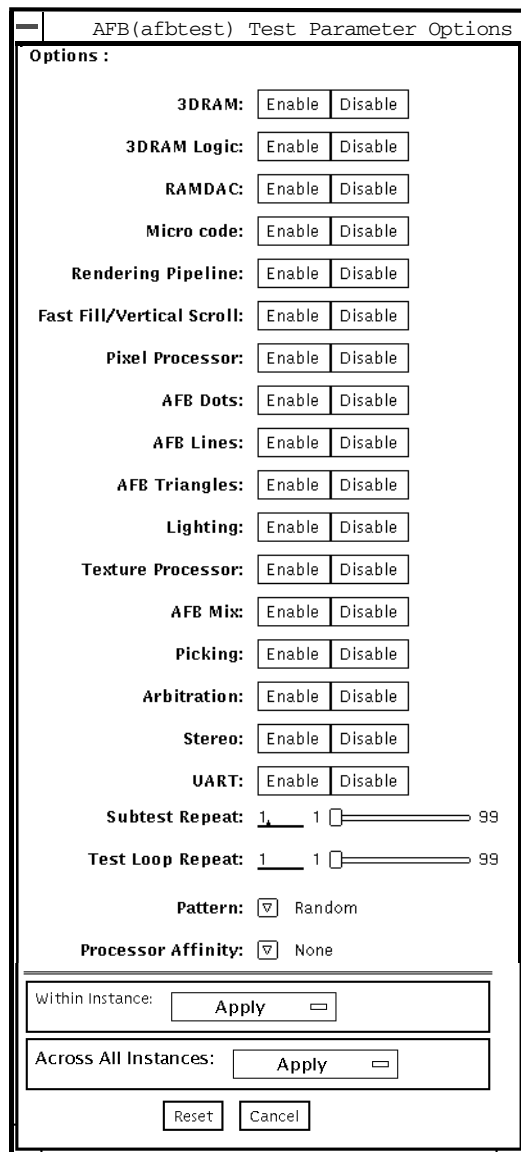 AFB(afbtest) Test Parameter Options
Options :
3DRAM: Enable Disable
3DRAM Logic: Enable Disable
RAMDAC: Enable Disable
Micro code: Enable Disable
Rendering Pipeline: Enable Disable
Fast Fill/Vertical Scroll: Enable Disable
Pixel Processor: Enable Disable
AFB Dots: Enable Disable
AFB Lines: Enable Disable
AFB Triangles: Enable Disable
Lighting: Enable Disable
Texture Processor: Enable Disable
AFB Mix: Enable Disable
Picking: Enable Disable
Arbitration: Enable Disable
Stereo: Enable Disable
UART: Enable Disable
Subtest Repeat: 1 1 99
Test Loop Repeat: 1 1 99
Pattern: Random
Processor Affinity: None
Within Instance: Apply
Across All Instances: Apply
Reset Cancel